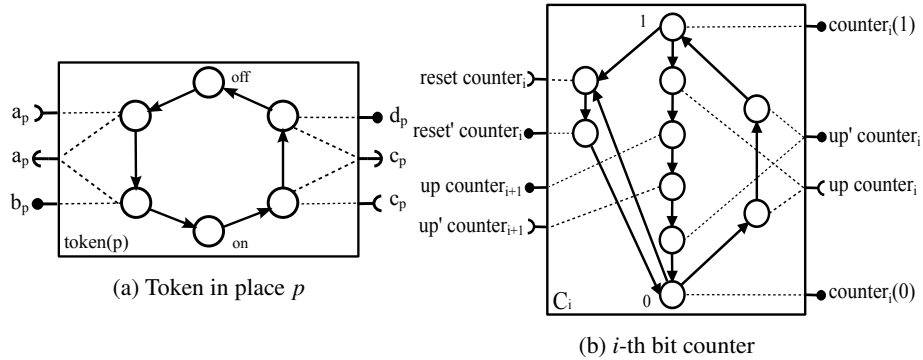 off
a_p
d_p
a_p
c_p
b_p
c_p
token(p)
on
(a) Token in place p
1
counter_i(1)
reset counter_i
reset' counter_i
up' counter_i
up counter_{i+1}
up counter_i
up' counter_{i+1}
0
C_i
counter_i(0)
(b) i-th bit counter